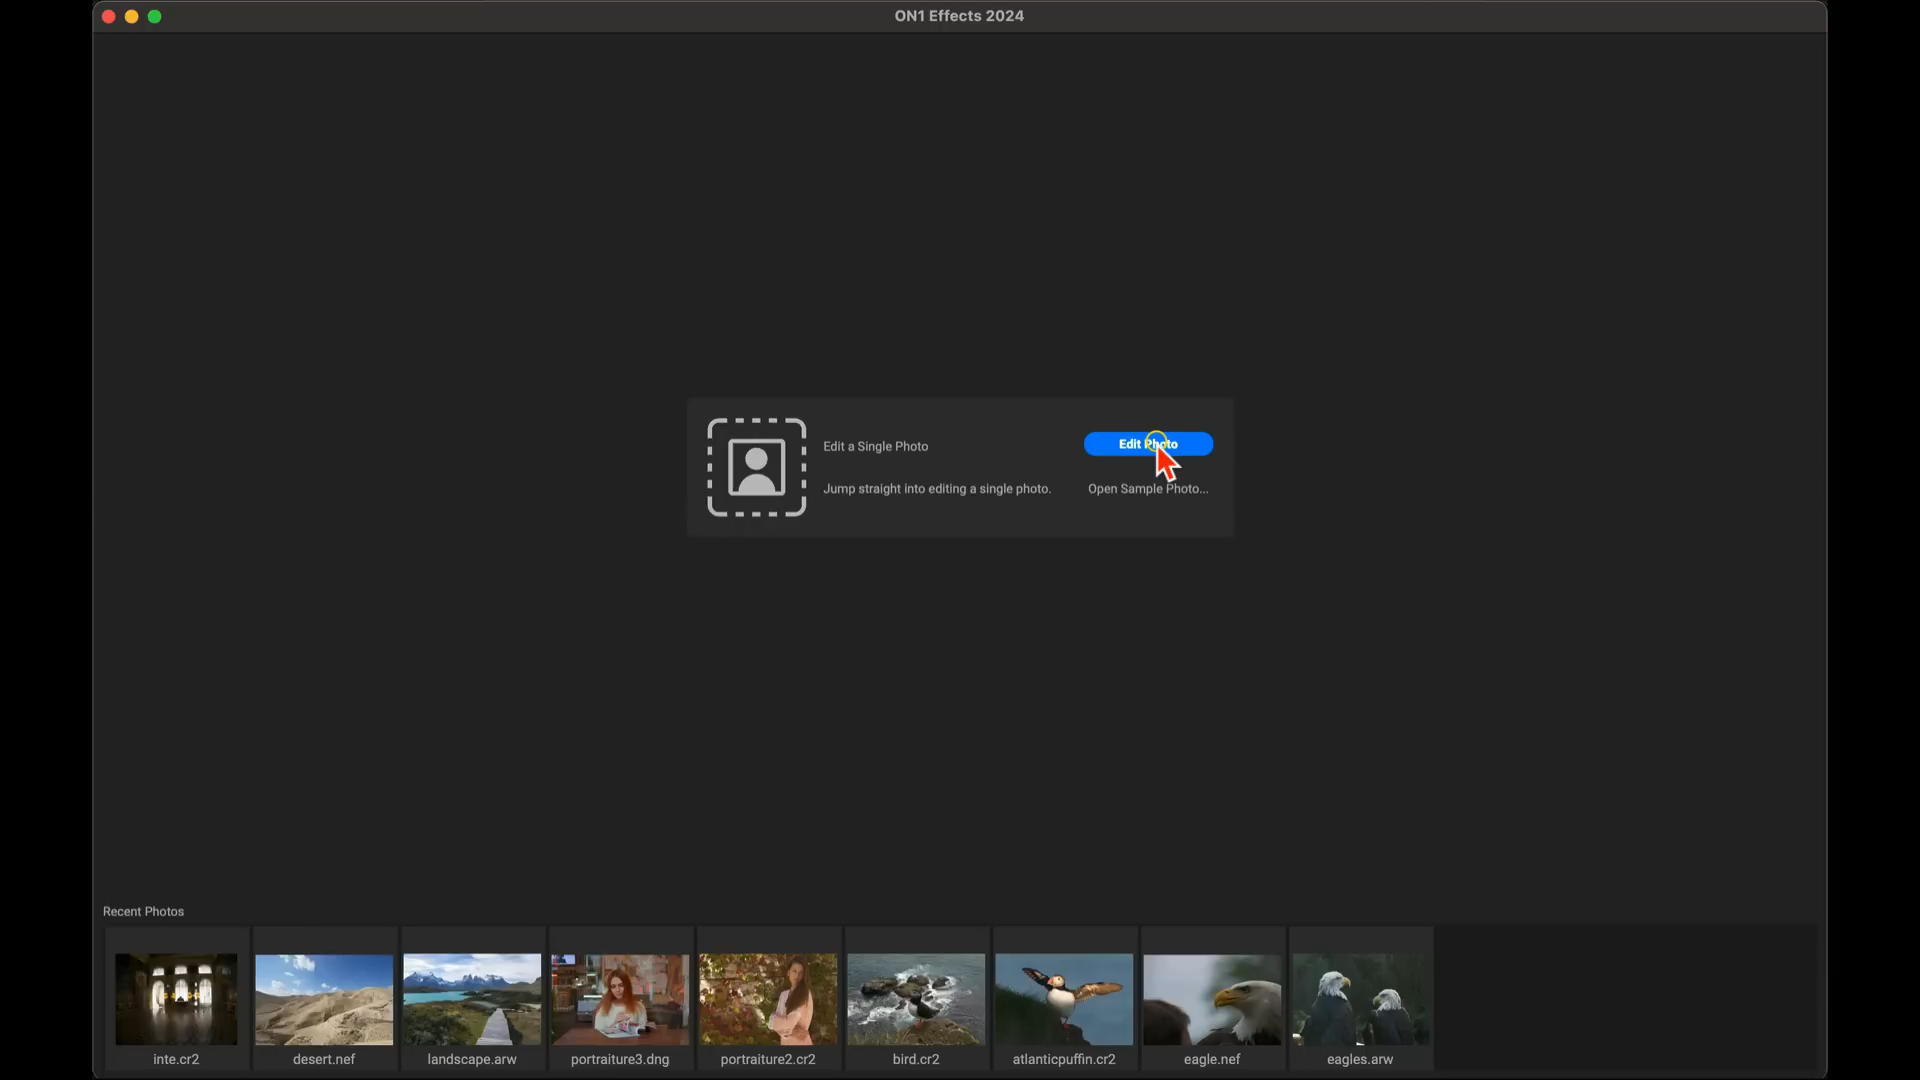 ON1 Effects 2024
Edit a Single Photo
Edit Photo
Jump straight into editing a single photo.
Open Sample Photo...
Recent Photos
inte.cr2
desert.nef
landscape.arw
portraiture3.dng
portraiture2.cr2
bird.cr2
atlanticpuffin.cr2
eagle.nef
eagles.arw